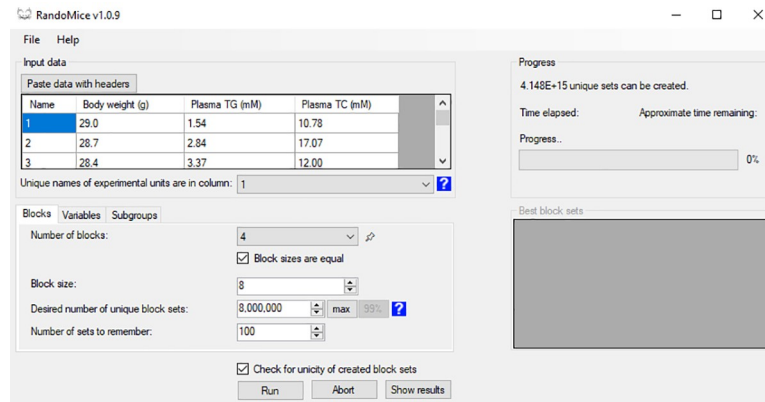 RandoMice v1.0.9
File Help
Input data
Paste data with headers
Name Body weight (g) Plasma TG (mM) Plasma TC (mM)
1 29.0 1.54 10.78
2 28.7 2.84 17.07
3 28.4 3.37 12.00
Unique names of experimental units are in column: 1 ?
Blocks Variables Subgroups
Number of blocks: 4
Block sizes are equal
Block size: 8
Desired number of unique block sets: 8,000,000 max 99% ?
Number of sets to remember: 100
Check for unicity of created block sets
Run Abort Show results
Progress
4.148E+15 unique sets can be created.
Time elapsed: Approximate time remaining:
Progress..
0%
Best block sets